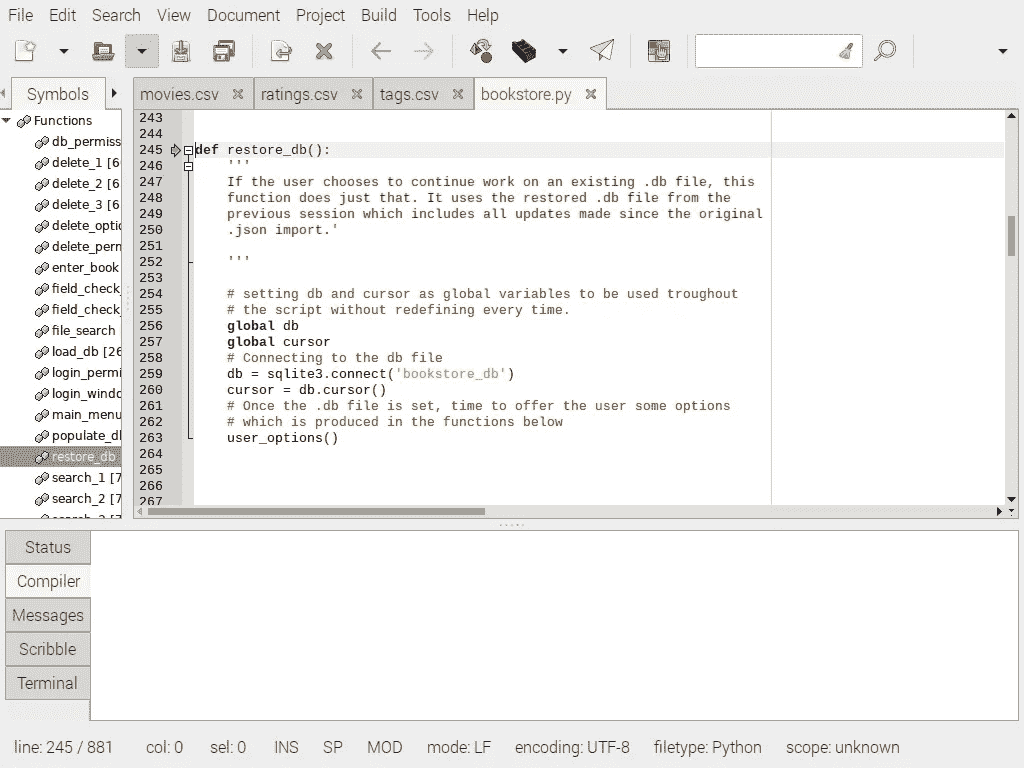 File Edit Search View Document Project Build Tools Help
Symbols
movies.csv ratings.csv tags.csv bookstore.py
Functions
db_permiss
delete_1 [6
delete_2 [6
delete_3 [6
delete_optic
delete_perr
enter_book
field_check_
field_check_
file_search
load_db [26
login_permi
login_windc
main_menu
populate_d
restore_db
search_1 [7
search_2 [7
243
244
245 def restore_db():
246 '''
247 If the user chooses to continue work on an existing .db file, this
248 function does just that. It uses the restored .db file from the
249 previous session which includes all updates made since the original
250 .json import.'
251
252 '''
253
254 # setting db and cursor as global variables to be used troughout
255 # the script without redefining every time.
256 global db
257 global cursor
258 # Connecting to the db file
259 db = sqlite3.connect('bookstore_db')
260 cursor = db.cursor()
261 # Once the .db file is set, time to offer the user some options
262 # which is produced in the functions below
263 user_options()
264
265
266
267
Status
Compiler
Messages
Scribble
Terminal
line: 245 / 881 col: 0 sel: 0 INS SP MOD mode: LF encoding: UTF-8 filetype: Python scope: unknown